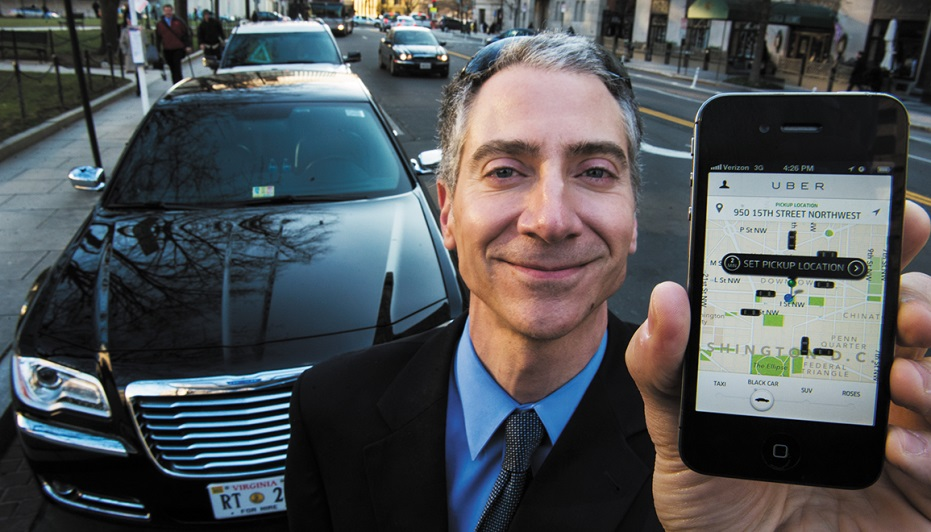 Verizon 3G 4:26 PM
UBER
PICKUP LOCATION
950 15TH STREET NORTHWEST
P St NW
SET PICKUP LOCATION
L St NW
DOWNTOWN
I St NW
CHINAT
PENN
QUARTER
SHINGTON D.C.
FEDERAL
TRIANGLE
The Ellipse
TAXI BLACK CAR SUV ROSES
VIRGINIA
RT 2
FOR HIRE